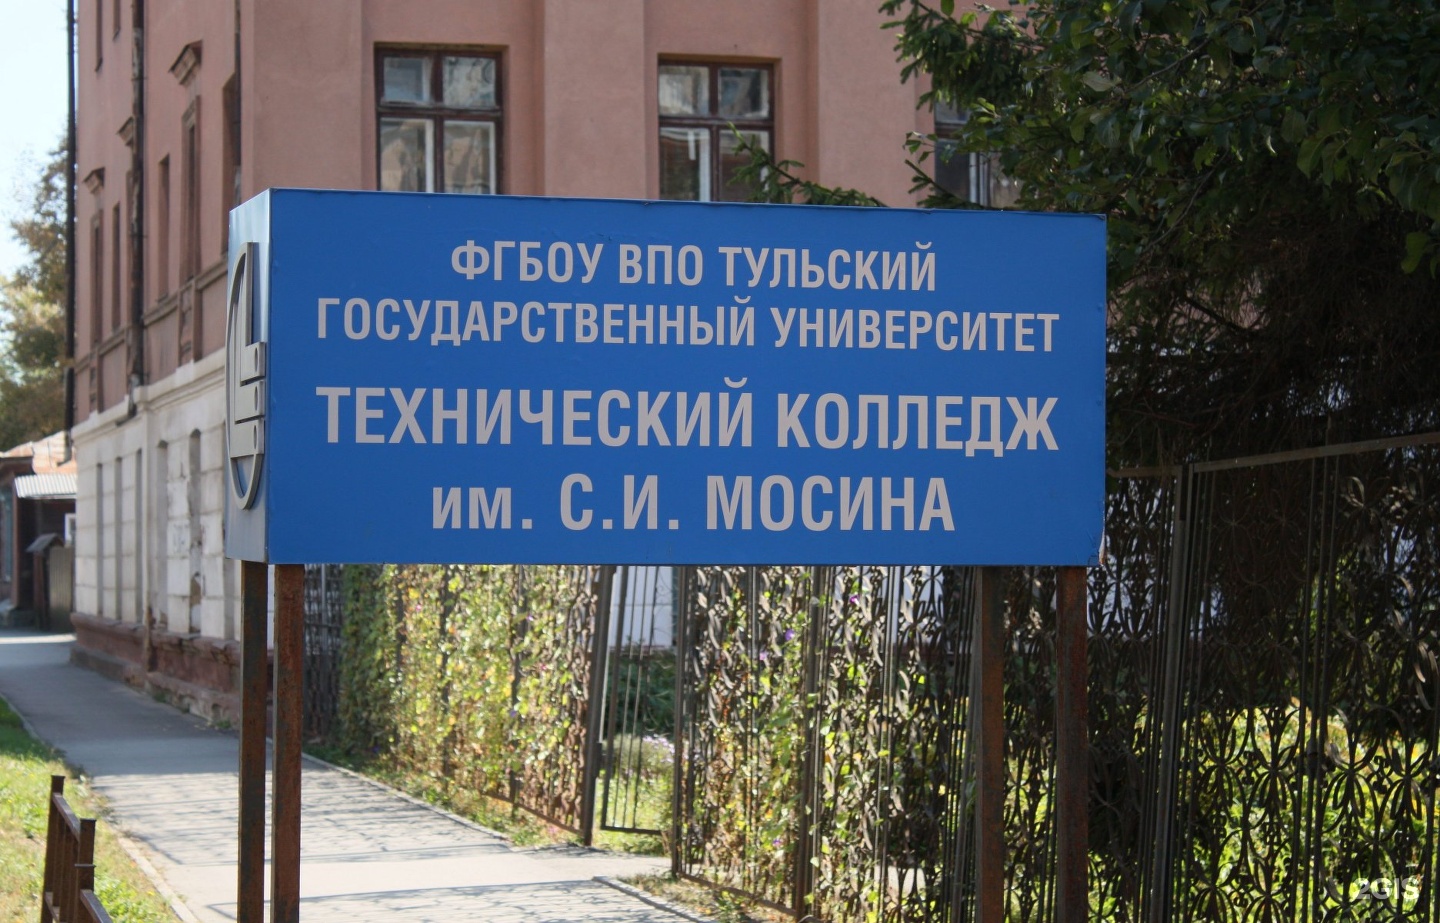 ФГБОУ ВПО ТУЛЬСКИЙ
ГОСУДАРСТВЕННЫЙ УНИВЕРСИТЕТ
ТЕХНИЧЕСКИЙ КОЛЛЕДЖ
им. С.И. МОСИНА
2GIS